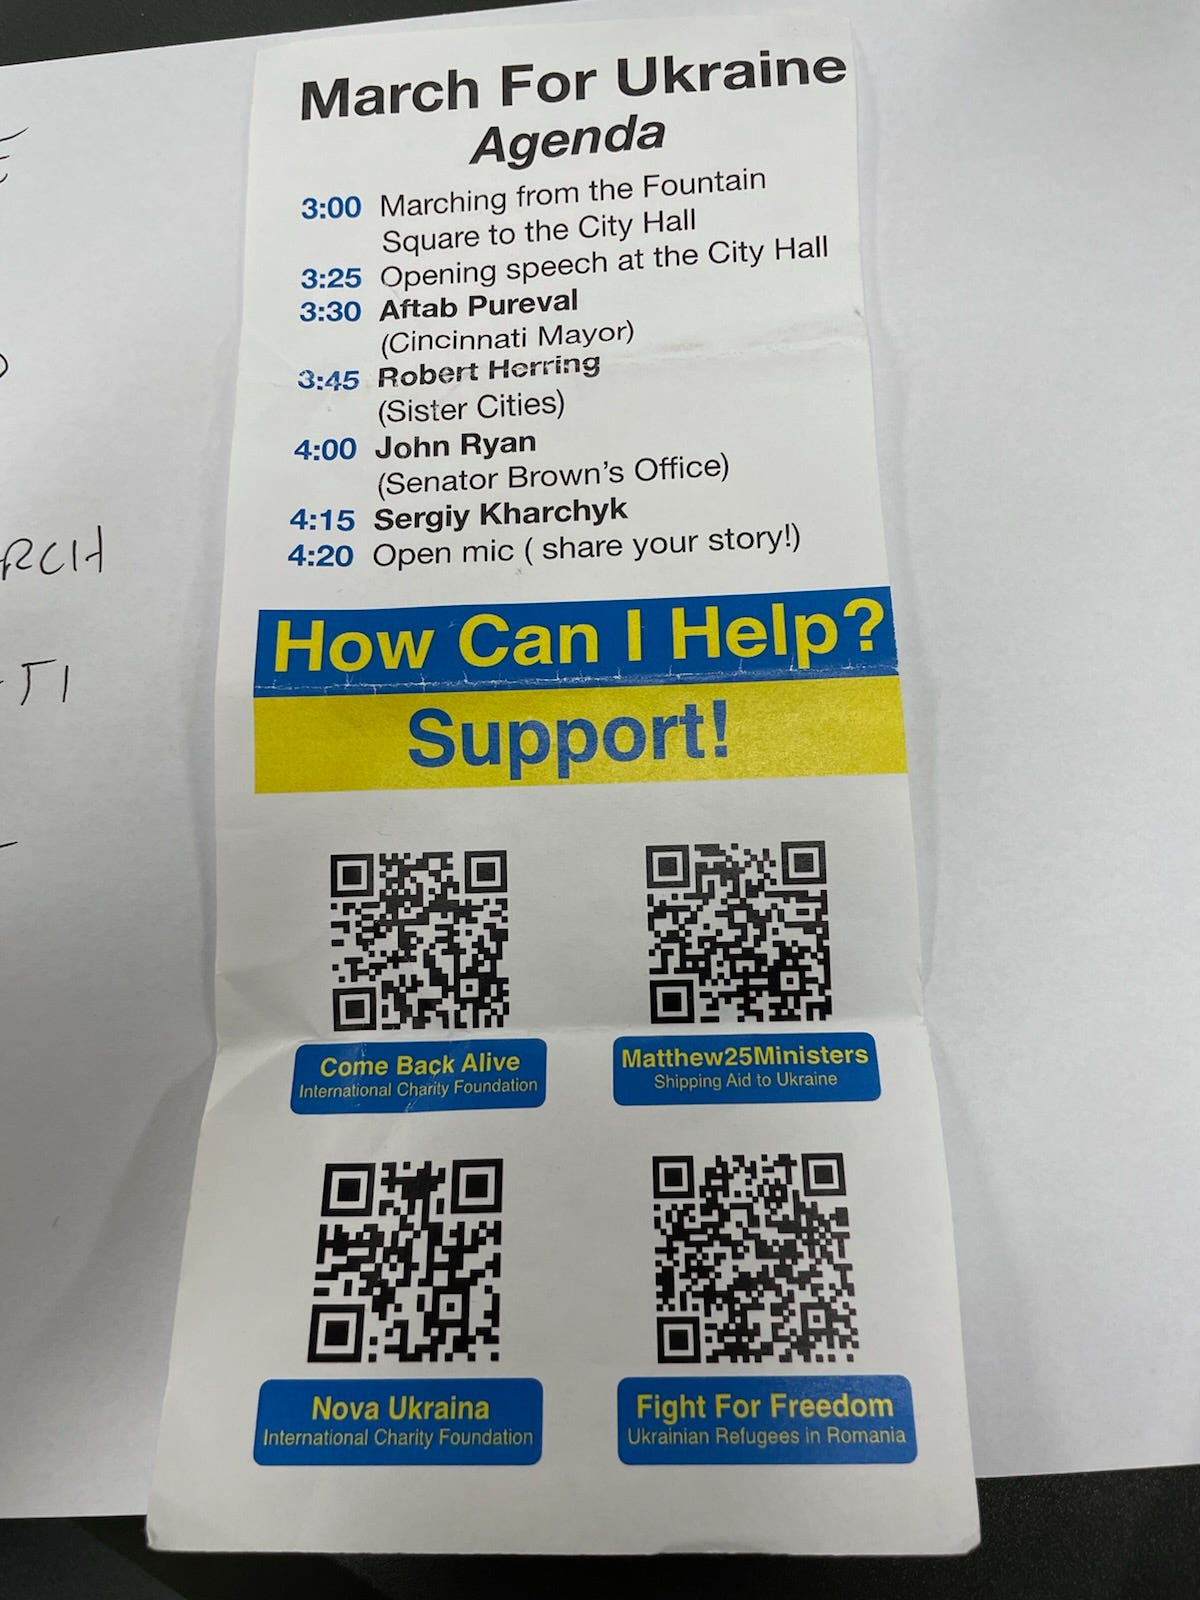 March For Ukraine
Agenda
3:00 Marching from the Fountain
Square to the City Hall
3:25 Opening speech at the City Hall
3:30 Aftab Pureval
(Cincinnati Mayor)
3:45 Robert Herring
(Sister Cities)
4:00 John Ryan
(Senator Brown's Office)
4:15 Sergiy Kharchyk
4:20 Open mic ( share your story!)
How Can I Help?
Support!
Come Back Alive
International Charity Foundation
Matthew25Ministers
Shipping Aid to Ukraine
Nova Ukraina
International Charity Foundation
Fight For Freedom
Ukrainian Refugees in Romania
RCH
TI